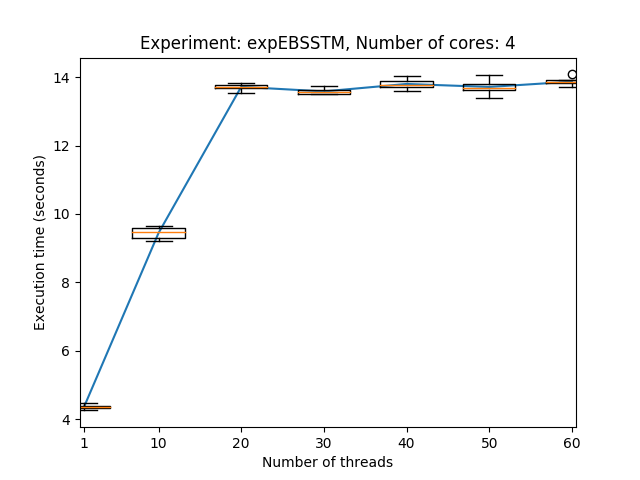 Experiment: expEBSSTM, Number of cores: 4
Execution time (seconds)
14
12
10
8
6
4
1 10 20 30 40 50 60
Number of threads